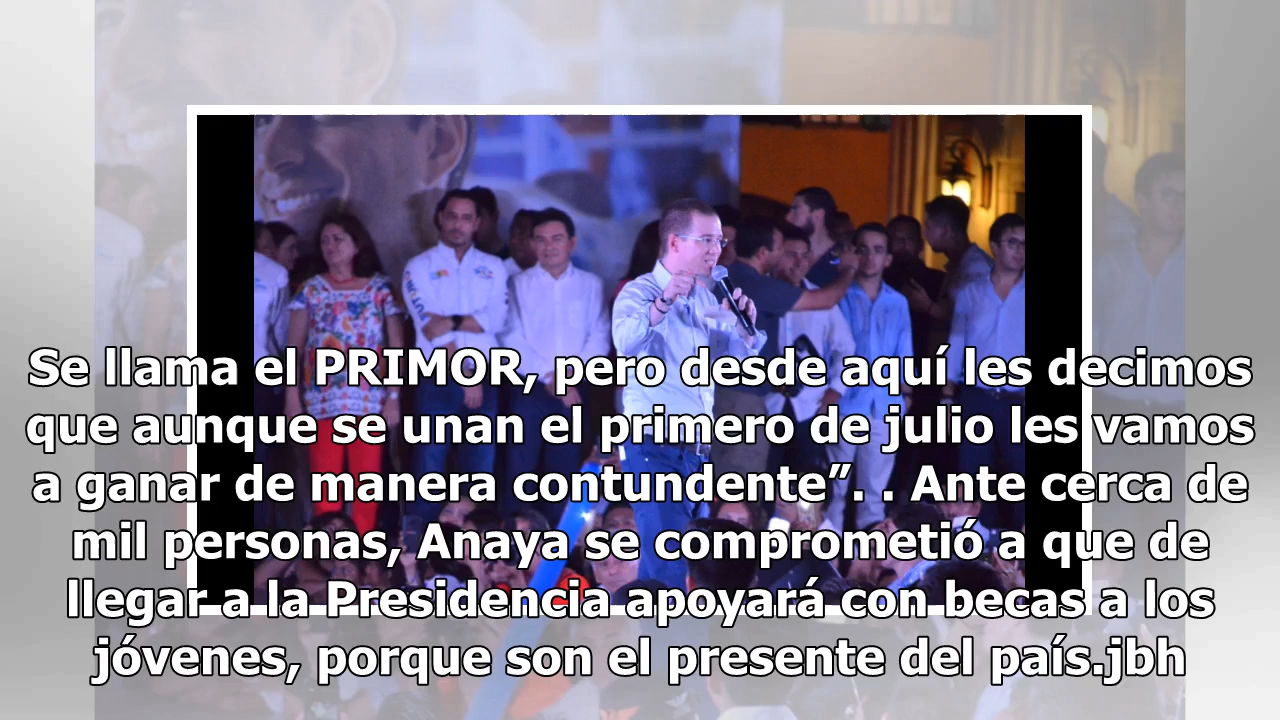 Se llama el PRIMOR, pero desde aquí les decimos
que aunque se unan el primero de julio les vamos
a ganar de manera contundente”. . Ante cerca de
mil personas, Anaya se comprometió a que de
llegar a la Presidencia apoyará con becas a los
jóvenes, porque son el presente del país.jbh